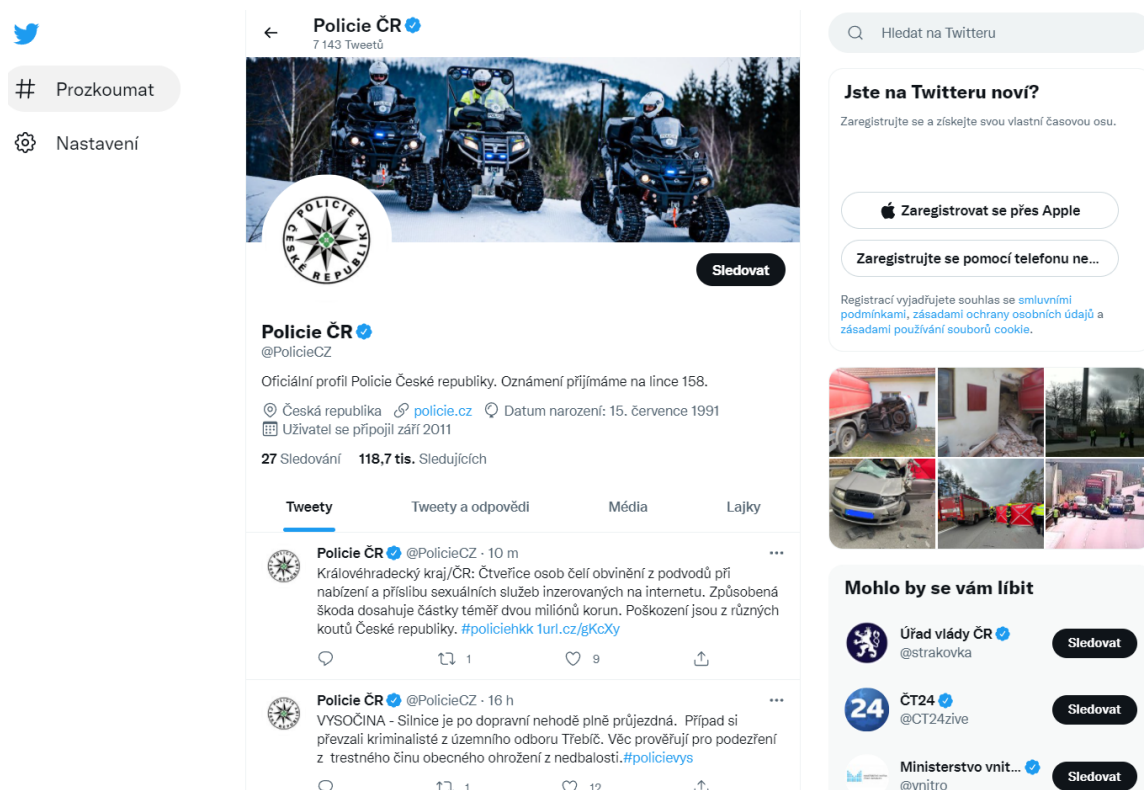 Policie ČR
7 143 Tweetů
Hledat na Twitteru
Prozkoumat
Nastavení
Jste na Twitteru noví?
Zaregistrujte se a získejte svou vlastní časovou osu.
Zaregistrovat se přes Apple
Zaregistrujte se pomocí telefonu ne...
Registrací vyjadřujete souhlas se smluvními
podmínkami, zásadami ochrany osobních údajů a
zásadami používání souborů cookie.
POLICIE
ČESKÉ REPUBLIKY
Sledovat
Policie ČR
@PolicieCZ
Oficiální profil Policie České republiky. Oznámení přijímáme na lince 158.
Česká republika policie.cz Datum narození: 15. července 1991
Uživatel se připojil září 2011
27 Sledování 118,7 tis. Sledujících
Tweety Tweety a odpovědi Média Lajky
Policie ČR @PolicieCZ · 10 m
Královéhradecký kraj/ČR: Čtveřice osob čelí obvinění z podvodů při
nabízení a příslibu sexuálních služeb inzerovaných na internetu. Způsobená
škoda dosahuje částky téměř dvou miliónů korun. Poškození jsou z různých
koutů České republiky. #policiehkk 1url.cz/gKcXy
1 9
Policie ČR @PolicieCZ · 16 h
VYSOČINA - Silnice je po dopravní nehodě plně průjezdná. Případ si
převzali kriminalisté z územního odboru Třebíč. Věc prověřují pro podezření
z trestného činu obecného ohrožení z nedbalosti.#policievys
1 12
Mohlo by se vám líbit
Úřad vlády ČR
@strakovka
Sledovat
24
ČT24
@CT24zive
Sledovat
Ministerstvo vnit...
@vnitro
Sledovat